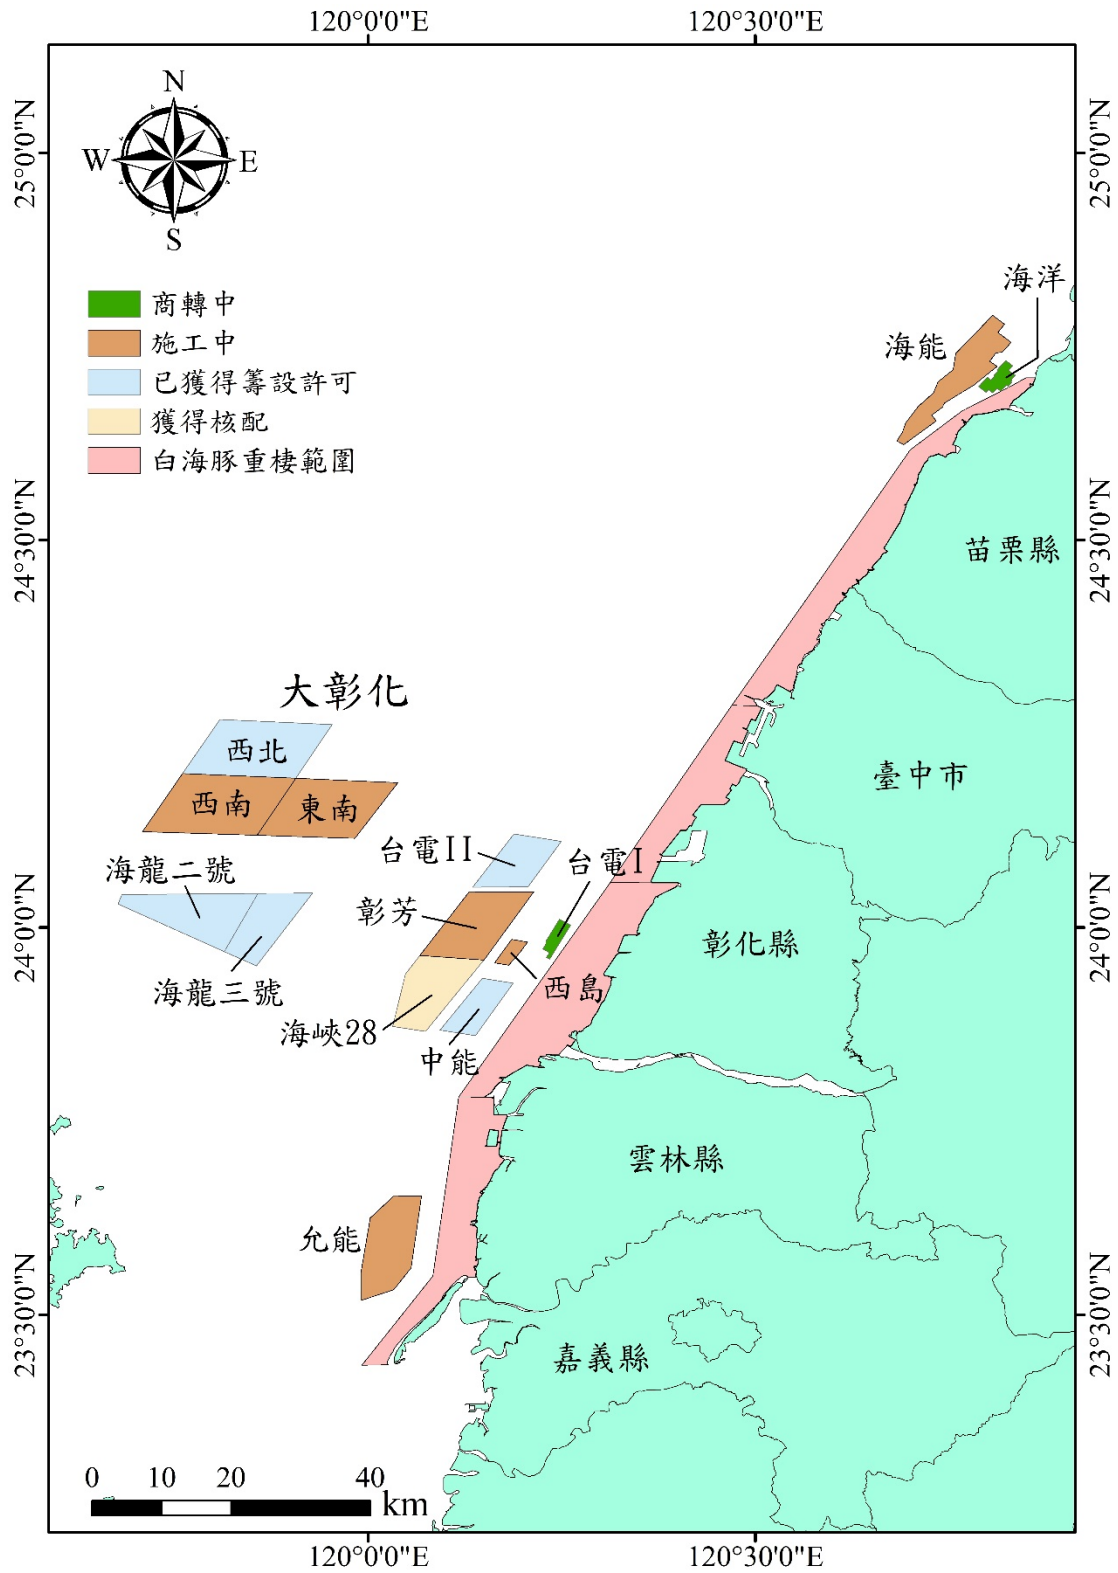 120°0'0"E 120°30'0"E
25°0'0"N 25°0'0"N
N
W E
S
商轉中
施工中
已獲得籌設許可
獲得核配
白海豚重棲範圍
海洋
海能
24°30'0"N 24°30'0"N
苗栗縣
大彰化
西北
西南 東南
臺中市
台電II 台電I
海龍二號
彰芳
24°0'0"N 24°0'0"N
彰化縣
海龍三號
西島
海峽28
中能
雲林縣
允能
23°30'0"N 23°30'0"N
嘉義縣
0 10 20 40
km
120°0'0"E 120°30'0"E